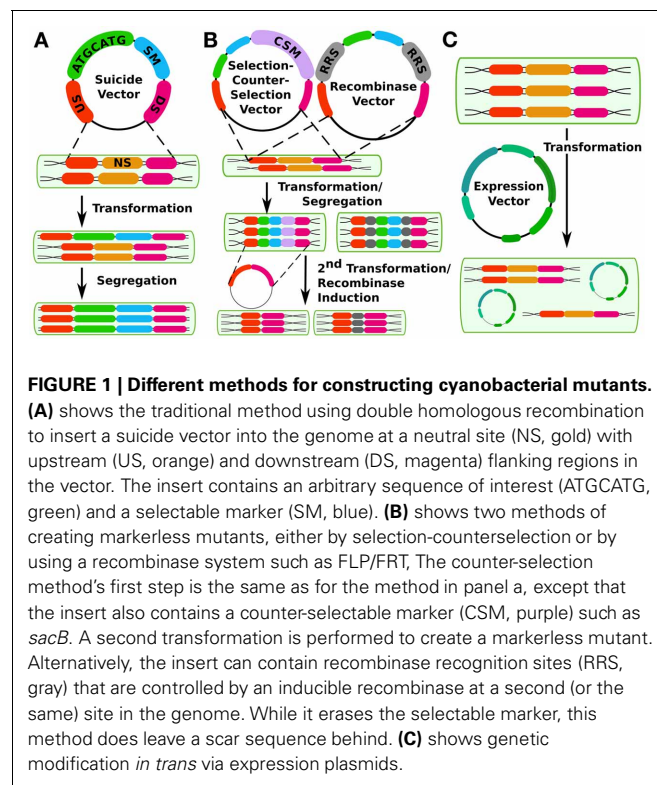 A
B
C
ATGCATG
SM
US
DS
Suicide
Vector
CSM
Selection-
Counter-
Selection
Vector
RRS
RRS
Recombinase
Vector
NS
Transformation
Segregation
Transformation/
Segregation
2nd Transformation/
Recombinase
Induction
Transformation
Expression
Vector
FIGURE 1 | Different methods for constructing cyanobacterial mutants.
(A) shows the traditional method using double homologous recombination
to insert a suicide vector into the genome at a neutral site (NS, gold) with
upstream (US, orange) and downstream (DS, magenta) flanking regions in
the vector. The insert contains an arbitrary sequence of interest (ATGCATG,
green) and a selectable marker (SM, blue). (B) shows two methods of
creating markerless mutants, either by selection-counterselection or by
using a recombinase system such as FLP/FRT, The counter-selection
method's first step is the same as for the method in panel a, except that
the insert also contains a counter-selectable marker (CSM, purple) such as
sacB. A second transformation is performed to create a markerless mutant.
Alternatively, the insert can contain recombinase recognition sites (RRS,
gray) that are controlled by an inducible recombinase at a second (or the
same) site in the genome. While it erases the selectable marker, this
method does leave a scar sequence behind. (C) shows genetic
modification in trans via expression plasmids.